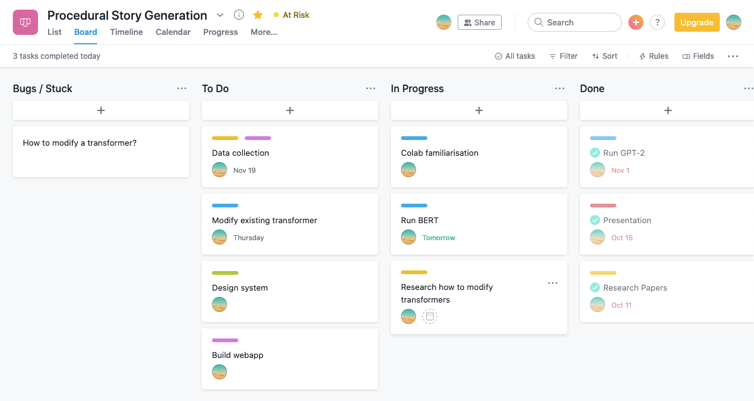 Procedural Story Generation
At Risk
List Board Timeline Calendar Progress More...
Share
Search
?
Upgrade
3 tasks completed today
All tasks
Filter
Sort
Rules
Fields
Bugs / Stuck
How to modify a transformer?
To Do
Data collection
Nov 19
Modify existing transformer
Thursday
Design system
Build webapp
In Progress
Colab familiarisation
Run BERT
Tomorrow
Research how to modify
transformers
Done
Run GPT-2
Nov 1
Presentation
Oct 15
Research Papers
Oct 11